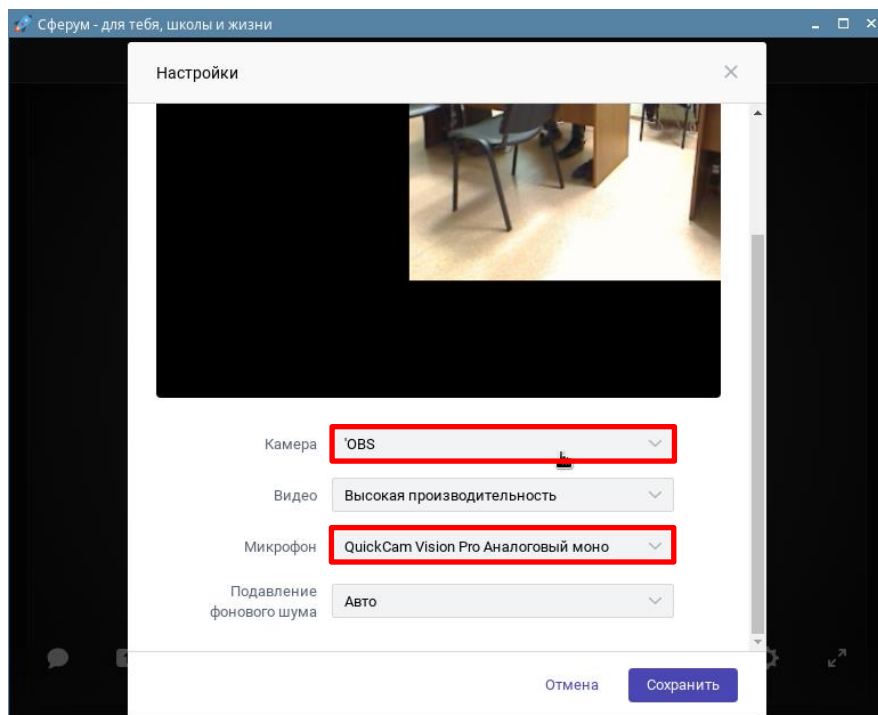 Сферум - для тебя, школы и жизни
Настройки
Камера 'OBS
Видео Высокая производительность
Микрофон QuickCam Vision Pro Аналоговый моно
Подавление
фонового шума Авто
Отмена Сохранить